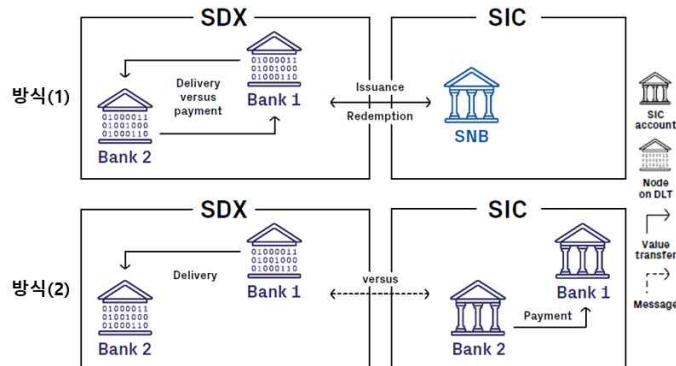 SDX
SIC
방식(1)
01000011
01001000
01000110
Bank 1
Delivery
versus
payment
01000011
01001000
01000110
Bank 2
Issuance
Redemption
SNB
SIC
account
Node
on DLT
Value
transfer
Message
SDX
SIC
방식(2)
01000011
01001000
01000110
Bank 1
Delivery
01000011
01001000
01000110
Bank 2
versus
Bank 1
Bank 2
Payment